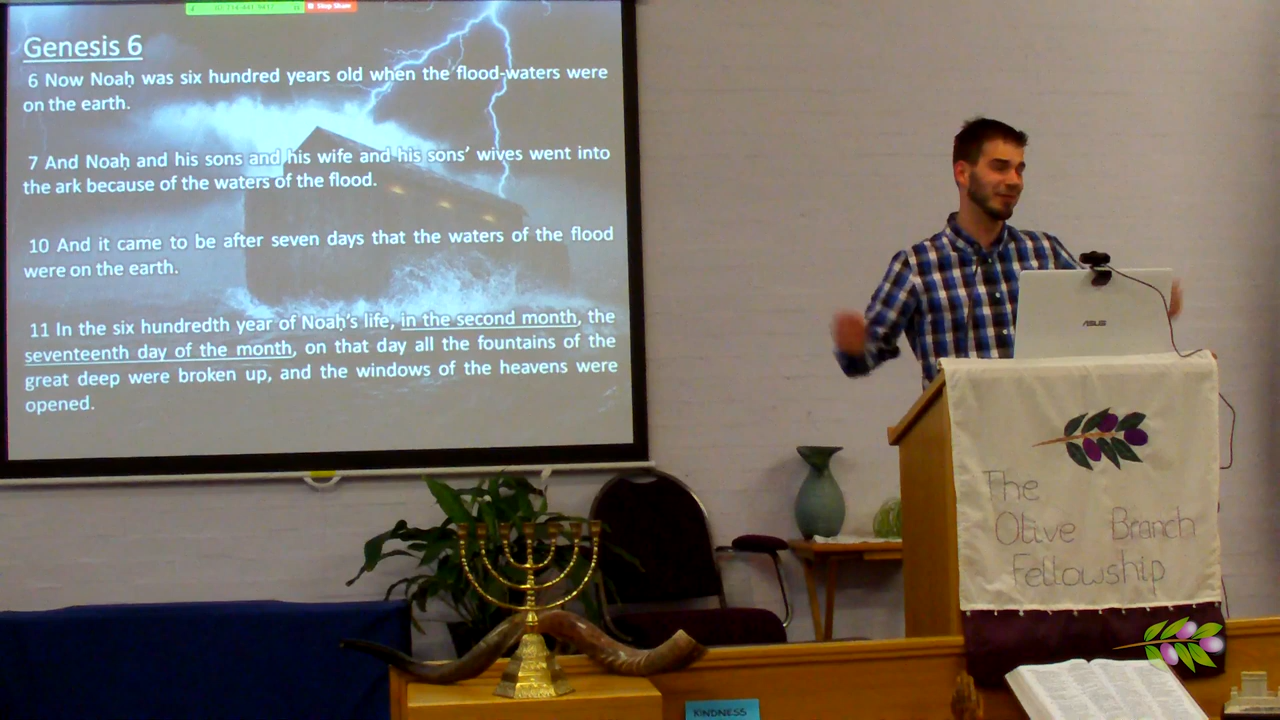 Stop Share
Genesis 6
6 Now Noaḥ was six hundred years old when the flood-waters were
on the earth.
7 And Noaḥ and his sons and his wife and his sons’ wives went into
the ark because of the waters of the flood.
10 And it came to be after seven days that the waters of the flood
were on the earth.
11 In the six hundredth year of Noaḥ’s life, in the second month, the
seventeenth day of the month, on that day all the fountains of the
great deep were broken up, and the windows of the heavens were
opened.
ASUS
The
Olive Branch
Fellowship
KINDNESS